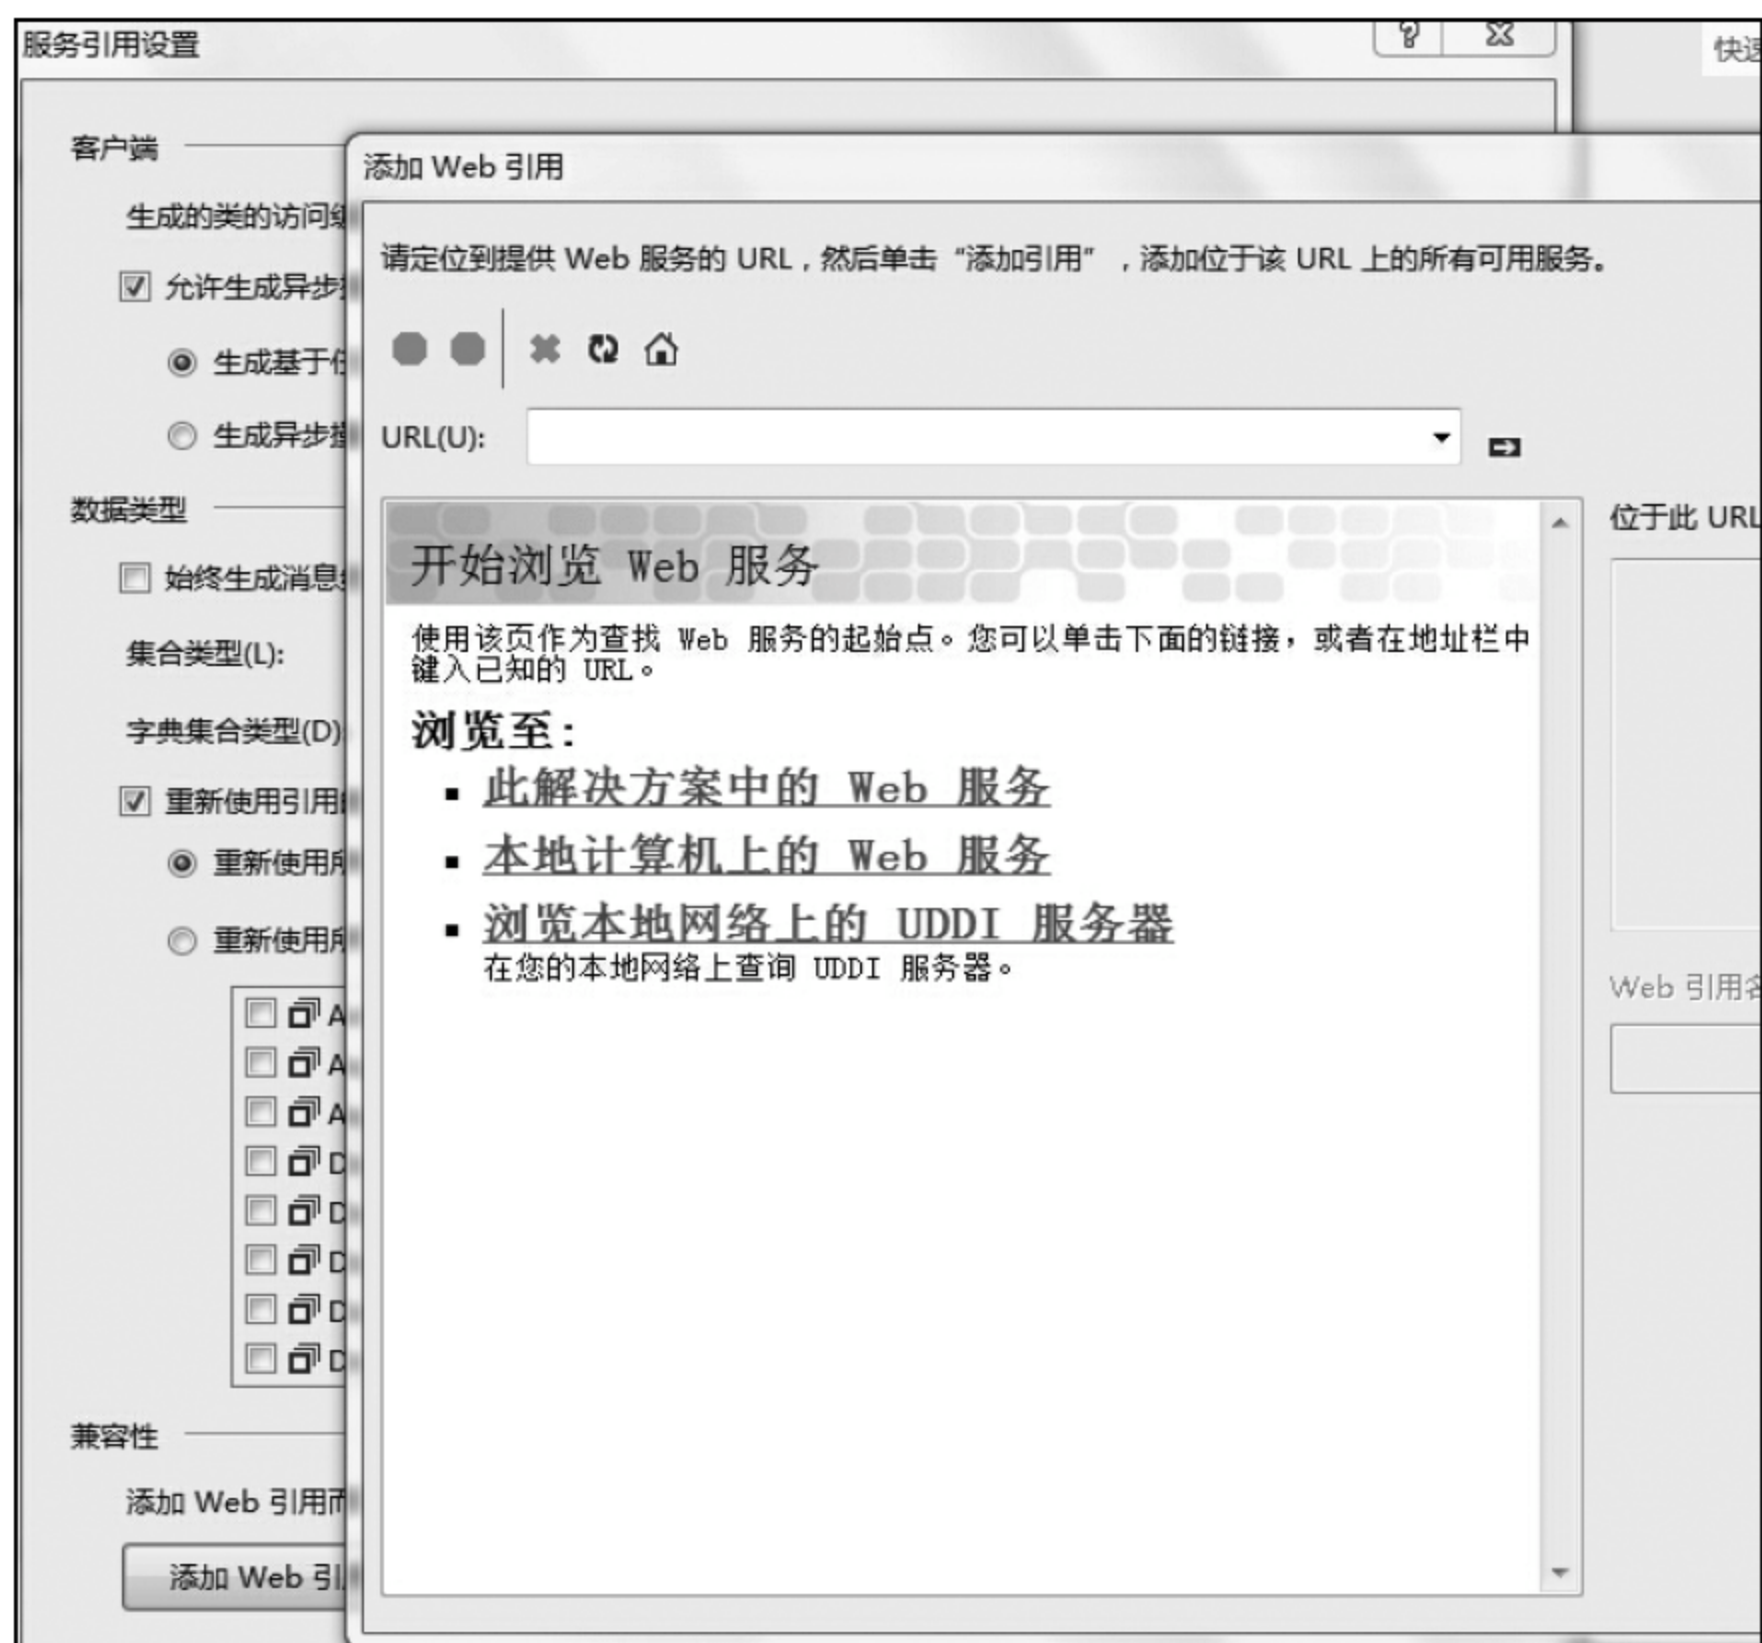 服务引用设置
快速
客户端
添加 Web 引用
生成的类的访问
请定位到提供 Web 服务的 URL，然后单击“添加引用”，添加位于该 URL 上的所有可用服务。
允许生成异步
生成基于
生成异步
URL(U):
数据类型
位于此 URL
开始浏览 Web 服务
始终生成消息
使用该页作为查找 Web 服务的起始点。您可以单击下面的链接，或者在地址栏中
键入已知的 URL。
集合类型(L):
浏览至:
字典集合类型(D)
此解决方案中的 Web 服务
重新使用引用
本地计算机上的 Web 服务
重新使用所
浏览本地网络上的 UDDI 服务器
重新使用所
在您的本地网络上查询 UDDI 服务器。
Web 引用名
A
A
A
D
D
D
D
D
兼容性
添加 Web 引用而
添加 Web 引